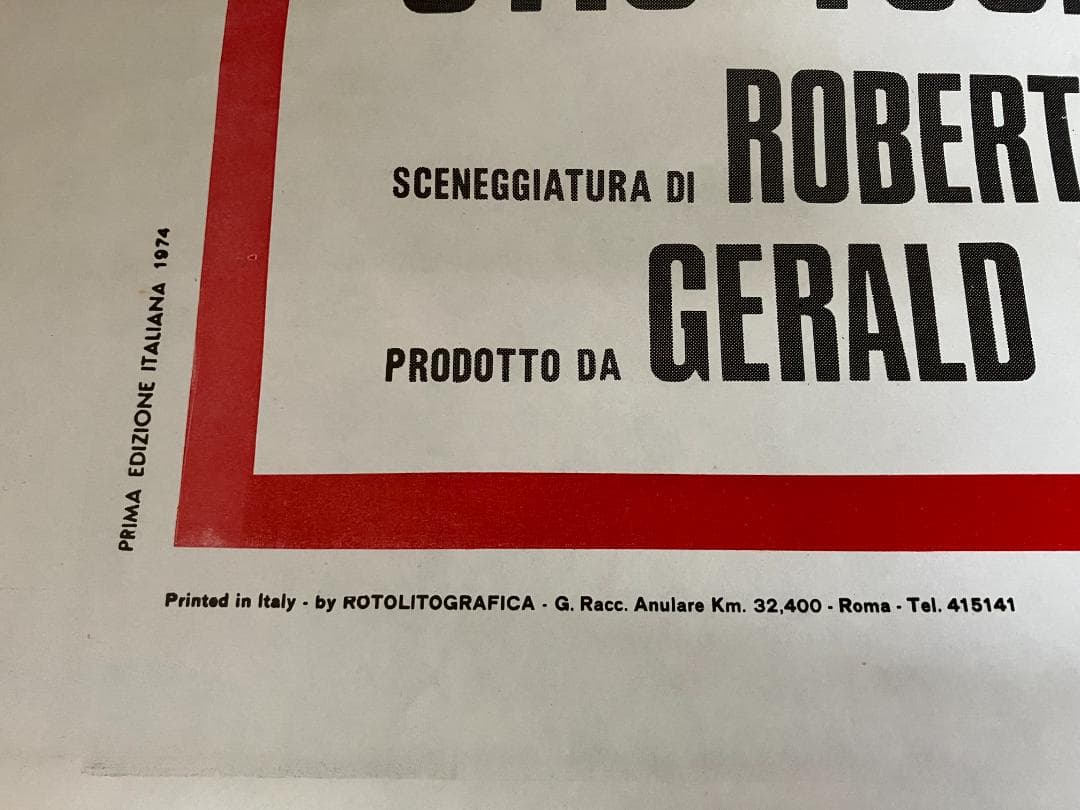 SCENEGGIATURA DI ROBERT
PRODOTTO DA GERALD
PRIMA EDIZIONE ITALIANA 1974
Printed in Italy - by ROTOLITOGRAFICA - G. Racc. Anulare Km. 32,400 - Roma - Tel. 415141